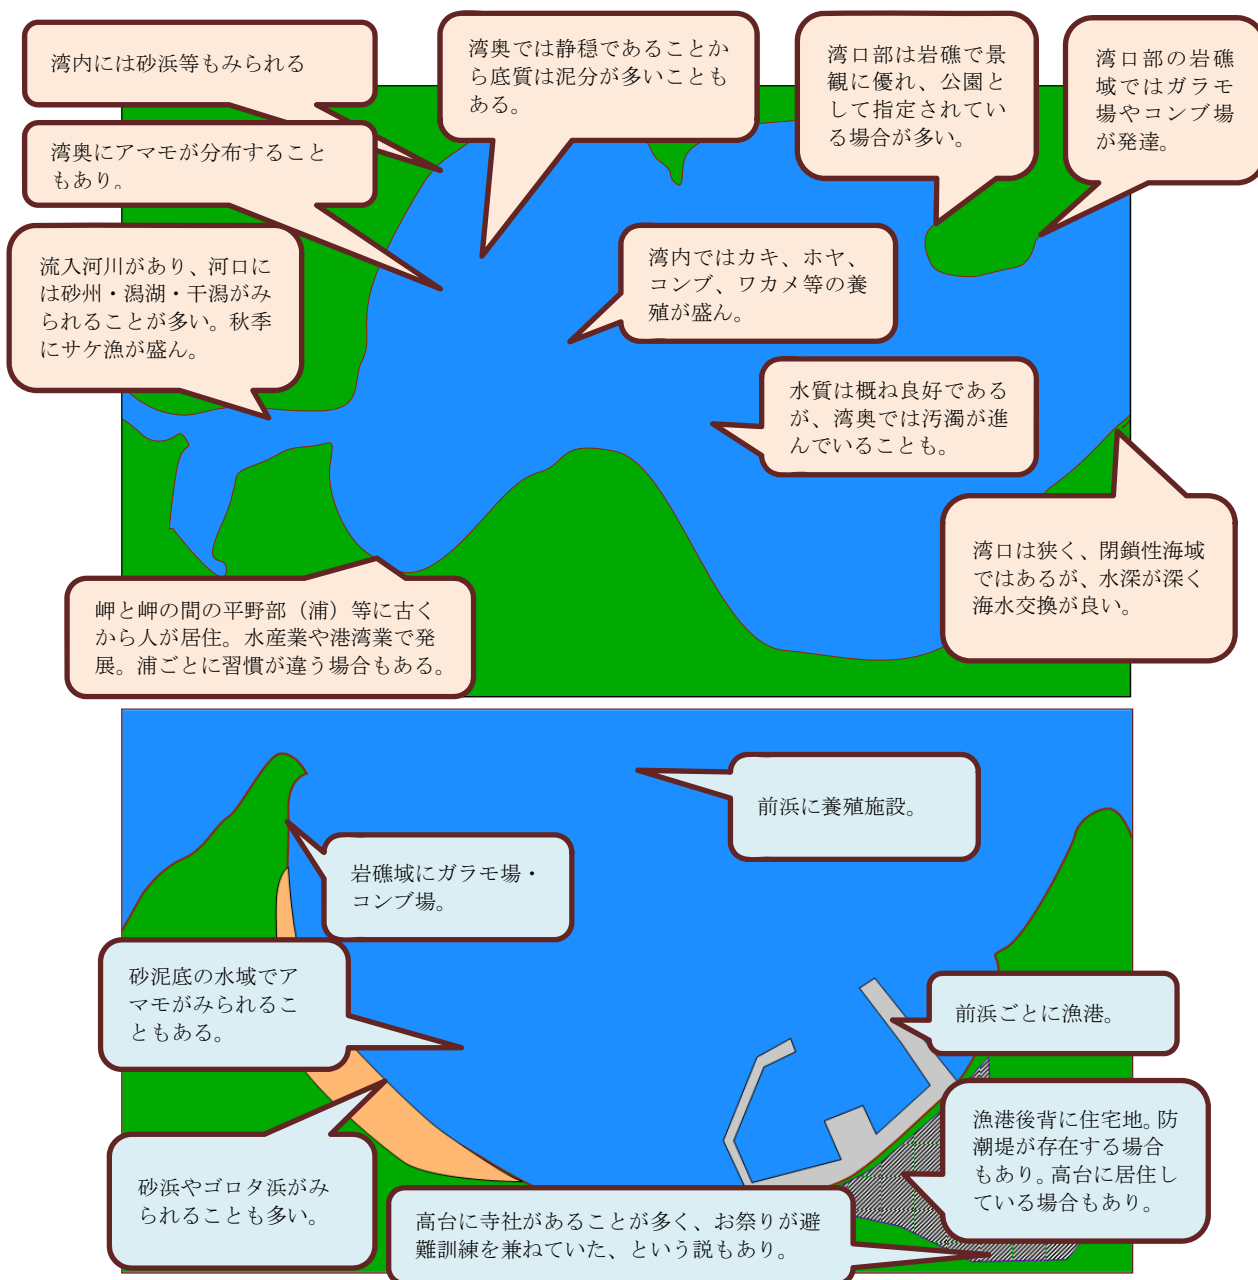 湾内には砂浜等もみられる
湾奥にアマモが分布すること
もあり。
流入河川があり、河口に
は砂州・潟湖・干潟がみ
られることが多い。秋季
にサケ漁が盛ん。
湾奥では静穏であることか
ら底質は泥分が多いことも
ある。
湾口部は岩礁で景
観に優れ、公園と
して指定されてい
る場合が多い。
湾口部の岩礁
域ではガラモ
場やコンブ場
が発達。
湾内ではカキ、ホヤ、
コンブ、ワカメ等の養
殖が盛ん。
水質は概ね良好である
が、湾奥では汚濁が進
んでいることも。
湾口は狭く、閉鎖性海域
ではあるが、水深が深く
海水交換が良い。
岬と岬の間の平野部（浦）等に古く
から人が居住。水産業や港湾業で発
展。浦ごとに習慣が違う場合もある。
前浜に養殖施設。
岩礁域にガラモ場・
コンブ場。
砂泥底の水域でア
マモがみられるこ
ともある。
前浜ごとに漁港。
漁港後背に住宅地。防
潮堤が存在する場合
もあり。高台に居住し
ている場合もあり。
砂浜やゴロタ浜がみ
られることも多い。
高台に寺社があることが多く、お祭りが避
難訓練を兼ねていた、という説もあり。